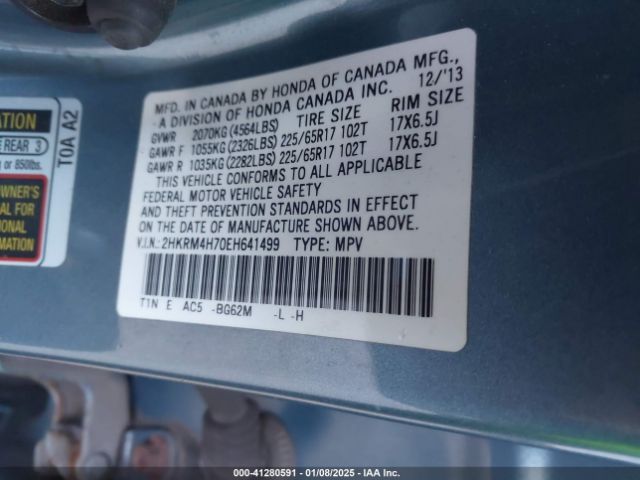 ATION
REAR 3
g or 850lbs.
OWNER'S
AL FOR
ONAL
RMATION
T0A A2
MFD. IN CANADA BY HONDA OF CANADA MFG.,
A DIVISION OF HONDA CANADA INC. 12/'13
GVWR 2070KG(4564LBS) TIRE SIZE RIM SIZE
GAWR F 1055KG(2326LBS) 225/65R17 102T 17X6.5J
GAWR R 1035KG(2282LBS) 225/65R17 102T 17X6.5J
THIS VEHICLE CONFORMS TO ALL APPLICABLE
FEDERAL MOTOR VEHICLE SAFETY
AND THEFT PREVENTION STANDARDS IN EFFECT
ON THE DATE OF MANUFACTURE SHOWN ABOVE.
V.I.N.: 2HKRM4H70EH641499 TYPE: MPV
T1N E AC5 -BG62M -L -H
000-41280591 - 01/08/2025 - IAA Inc.